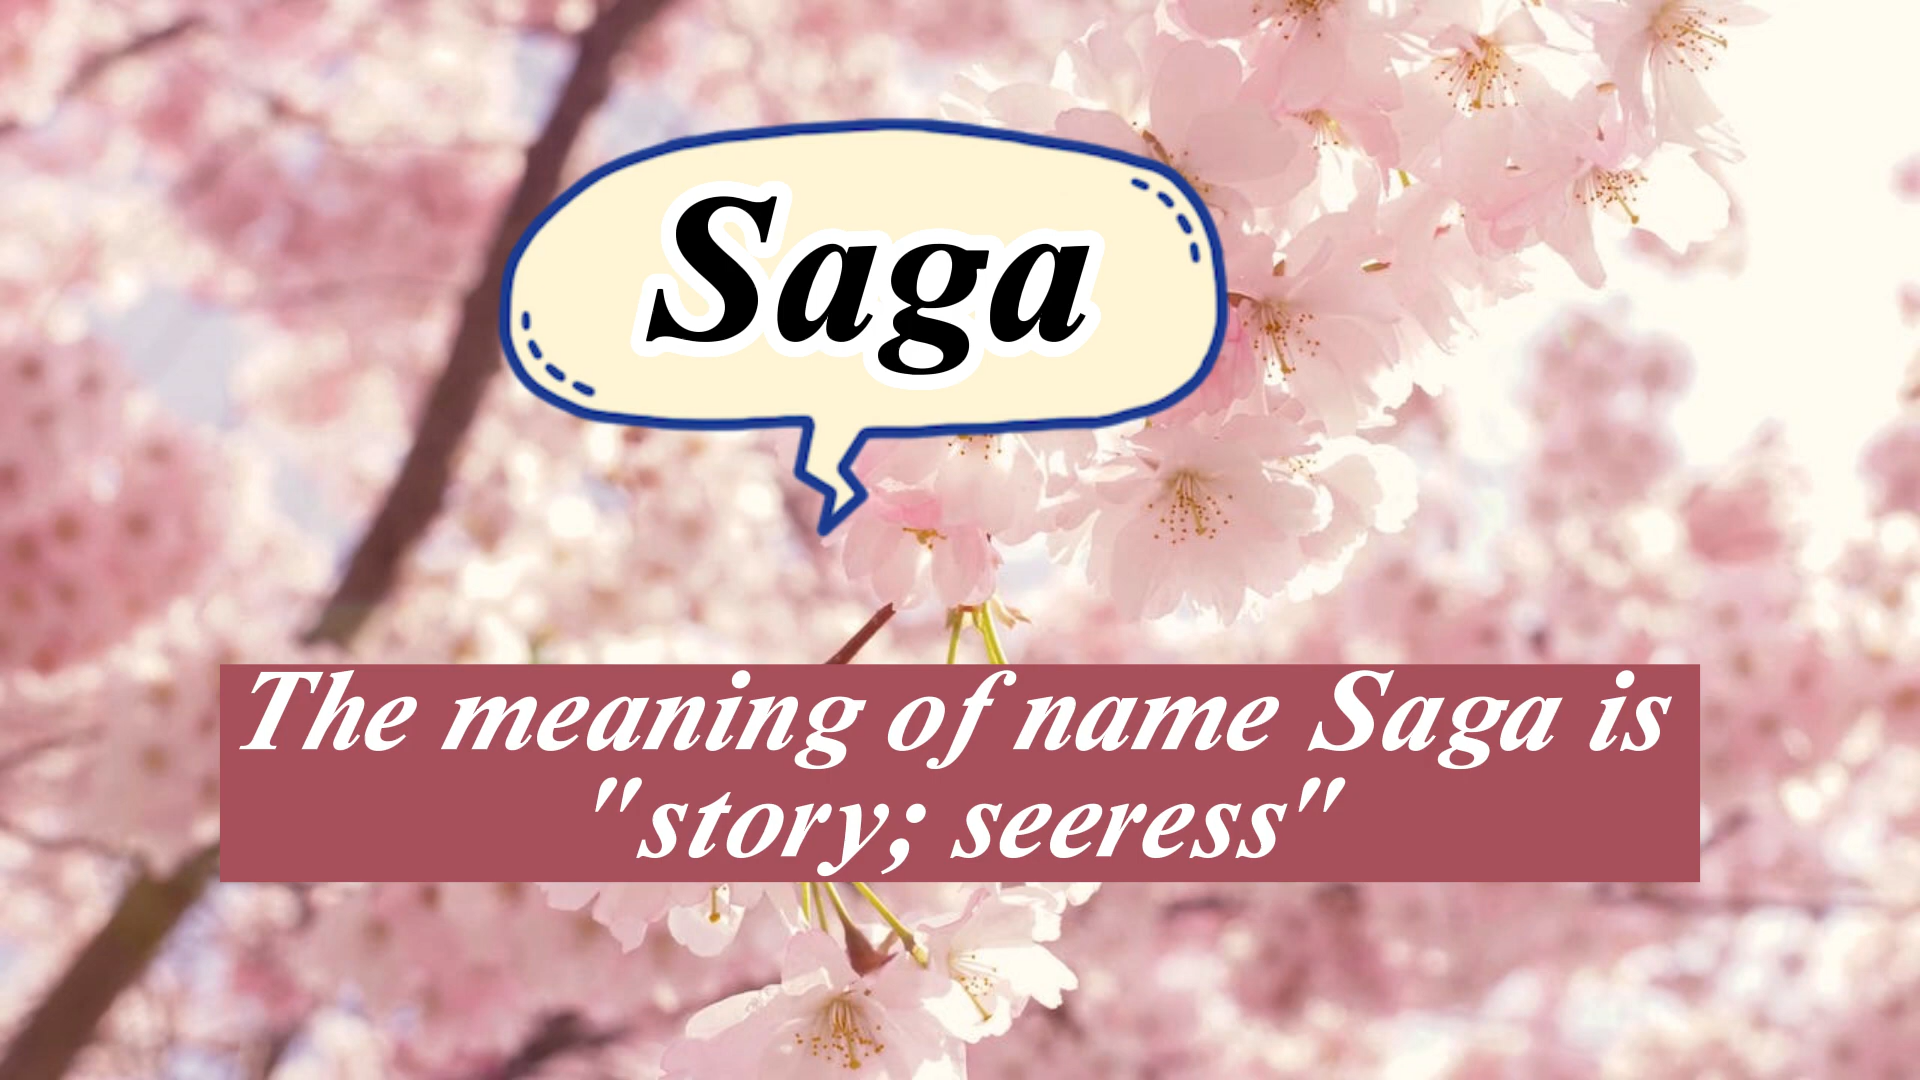 Saga
The meaning of name Saga is
"story; seeress"